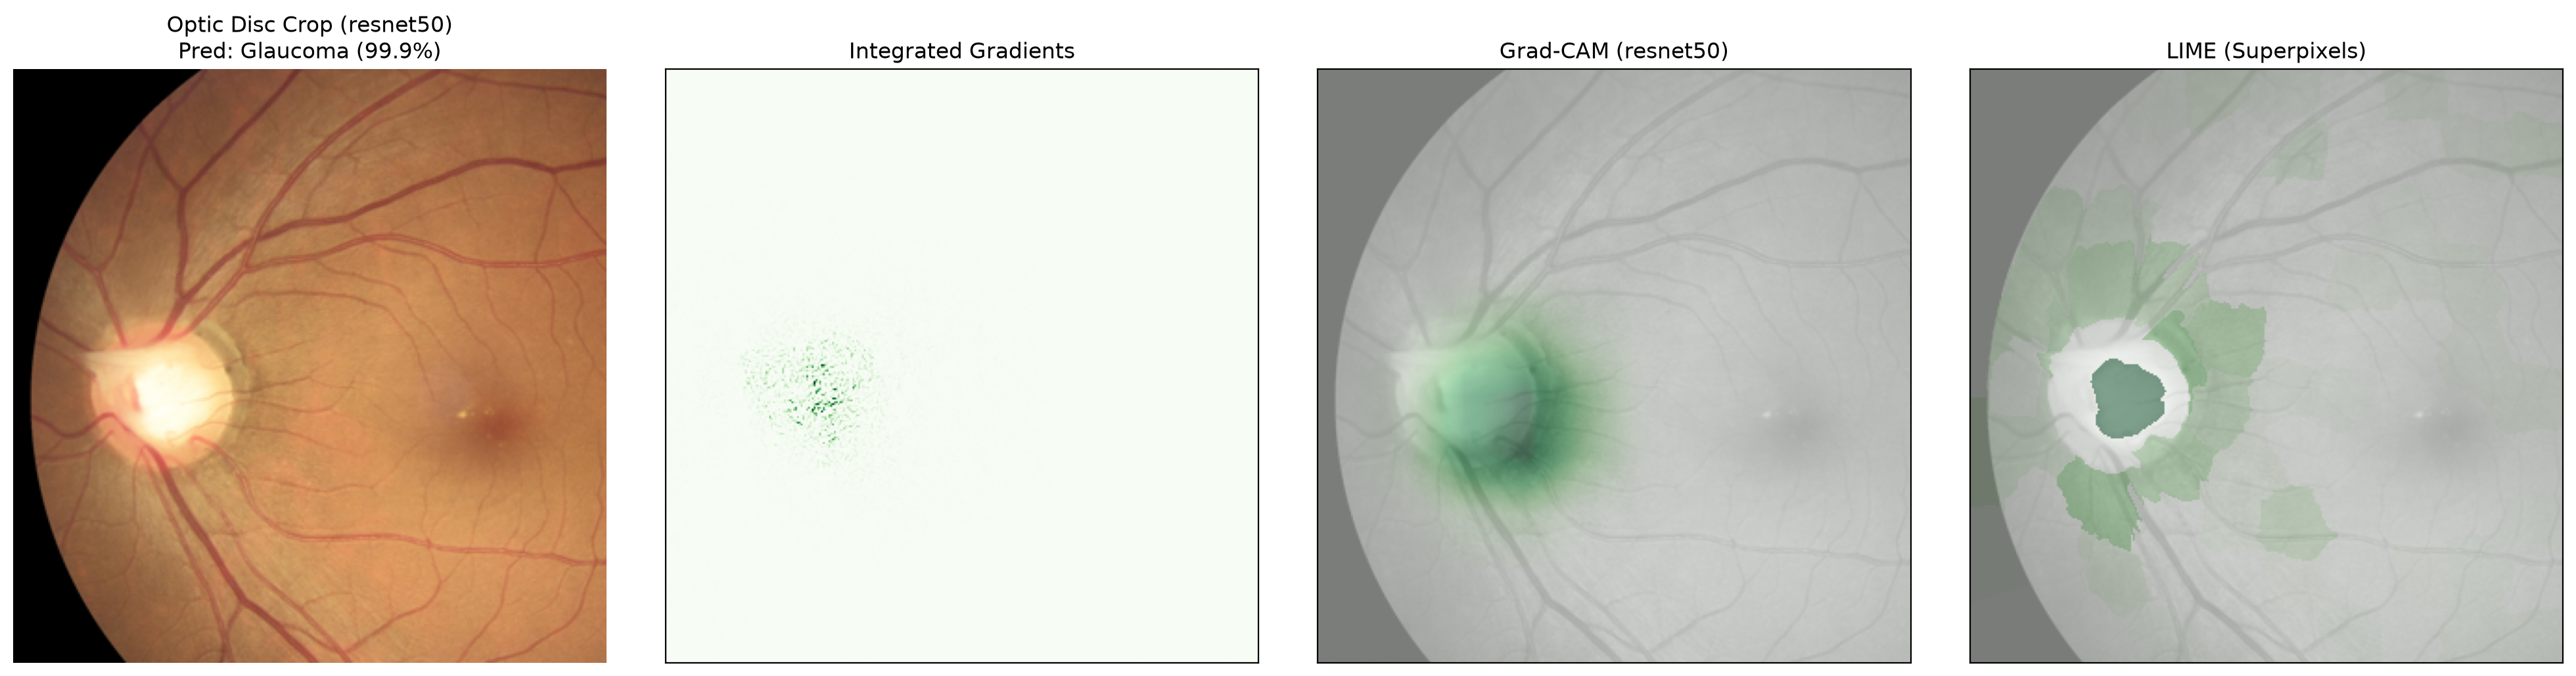 Optic Disc Crop (resnet50)
Pred: Glaucoma (99.9%)
Integrated Gradients
Grad-CAM (resnet50)
LIME (Superpixels)